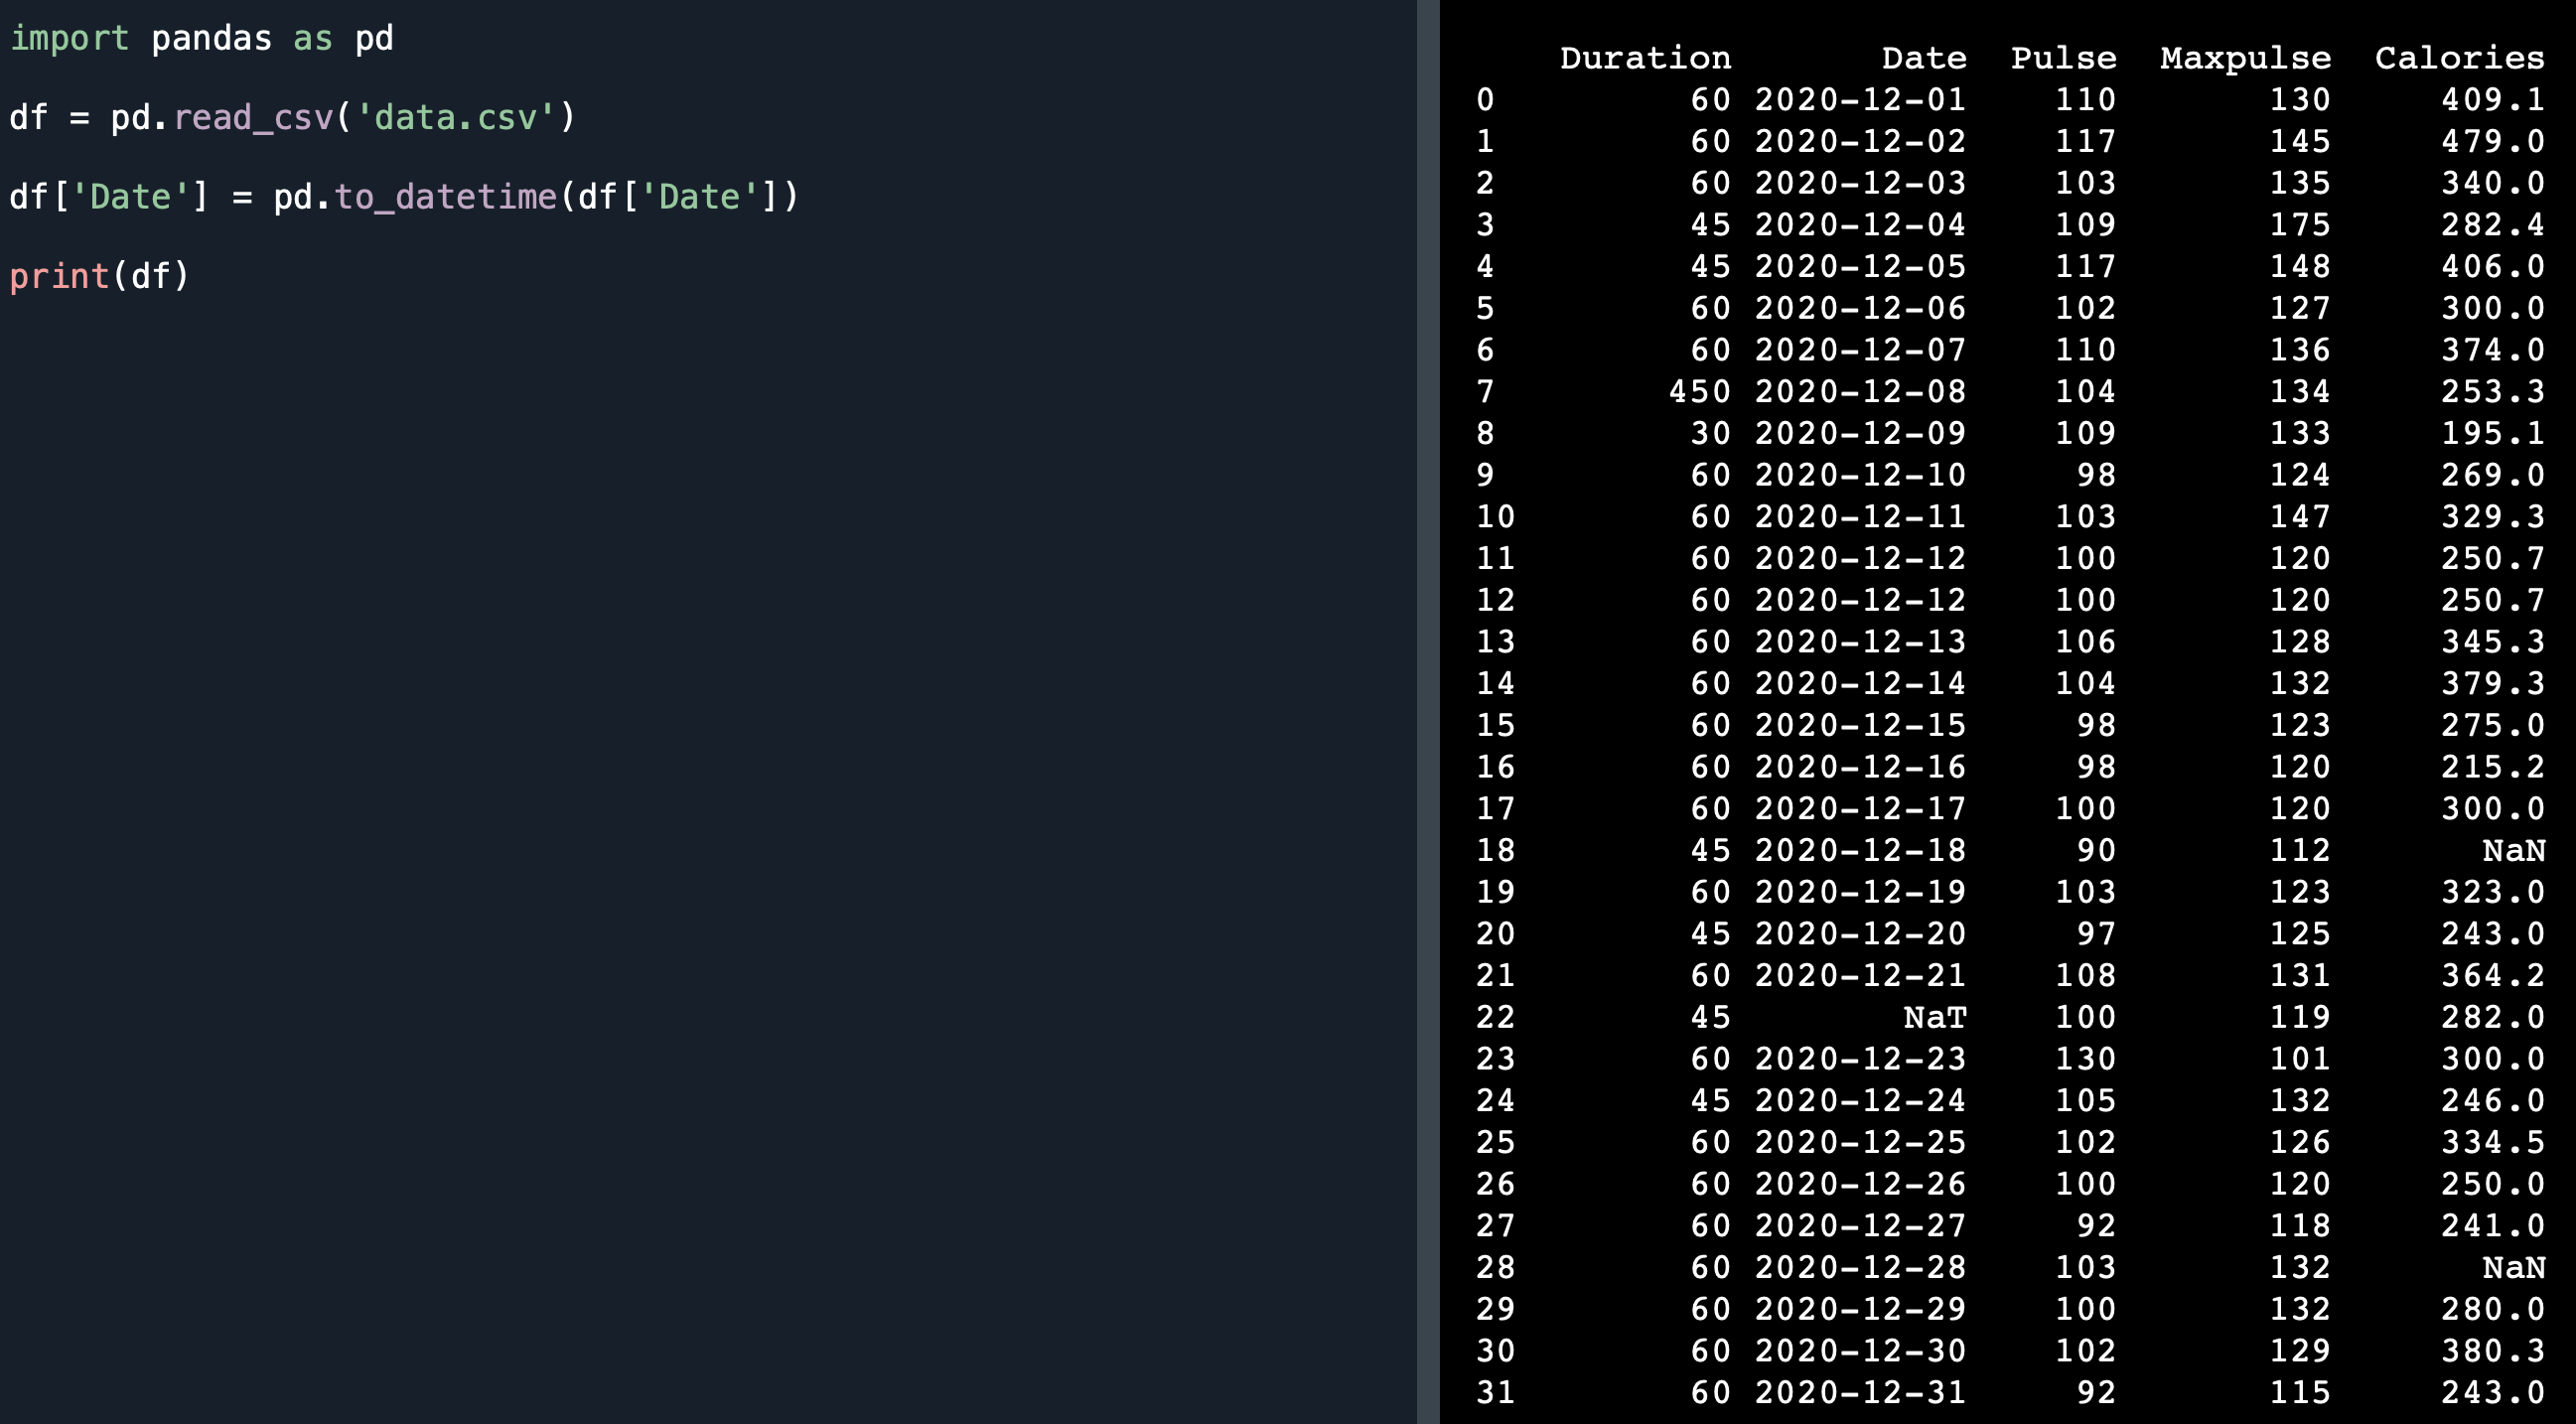 import pandas as pd
df = pd.read_csv('data.csv')
df['Date'] = pd.to_datetime(df['Date'])
print(df)
Duration Date Pulse Maxpulse Calories
0 60 2020-12-01 110 130 409.1
1 60 2020-12-02 117 145 479.0
2 60 2020-12-03 103 135 340.0
3 45 2020-12-04 109 175 282.4
4 45 2020-12-05 117 148 406.0
5 60 2020-12-06 102 127 300.0
6 60 2020-12-07 110 136 374.0
7 450 2020-12-08 104 134 253.3
8 30 2020-12-09 109 133 195.1
9 60 2020-12-10 98 124 269.0
10 60 2020-12-11 103 147 329.3
11 60 2020-12-12 100 120 250.7
12 60 2020-12-12 100 120 250.7
13 60 2020-12-13 106 128 345.3
14 60 2020-12-14 104 132 379.3
15 60 2020-12-15 98 123 275.0
16 60 2020-12-16 98 120 215.2
17 60 2020-12-17 100 120 300.0
18 45 2020-12-18 90 112 NaN
19 60 2020-12-19 103 123 323.0
20 45 2020-12-20 97 125 243.0
21 60 2020-12-21 108 131 364.2
22 45 NaT 100 119 282.0
23 60 2020-12-23 130 101 300.0
24 45 2020-12-24 105 132 246.0
25 60 2020-12-25 102 126 334.5
26 60 2020-12-26 100 120 250.0
27 60 2020-12-27 92 118 241.0
28 60 2020-12-28 103 132 NaN
29 60 2020-12-29 100 132 280.0
30 60 2020-12-30 102 129 380.3
31 60 2020-12-31 92 115 243.0